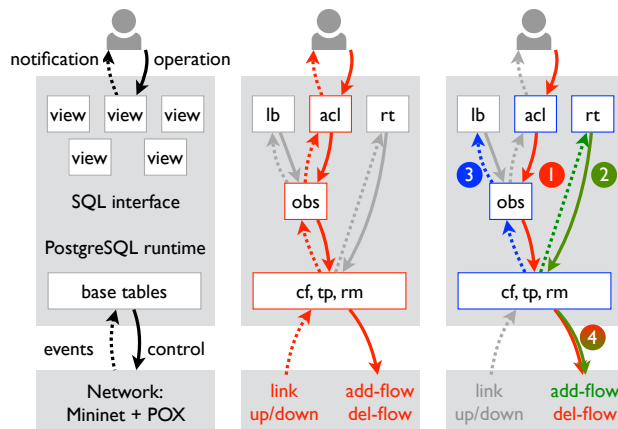 notification
operation
view
view
view
view
view
SQL interface
PostgreSQL runtime
base tables
events
control
Network:
Mininet + POX
lb
acl
rt
obs
cf, tp, rm
link
up/down
add-flow
del-flow
lb
acl
rt
3
1
2
obs
cf, tp, rm
4
link
up/down
add-flow
del-flow